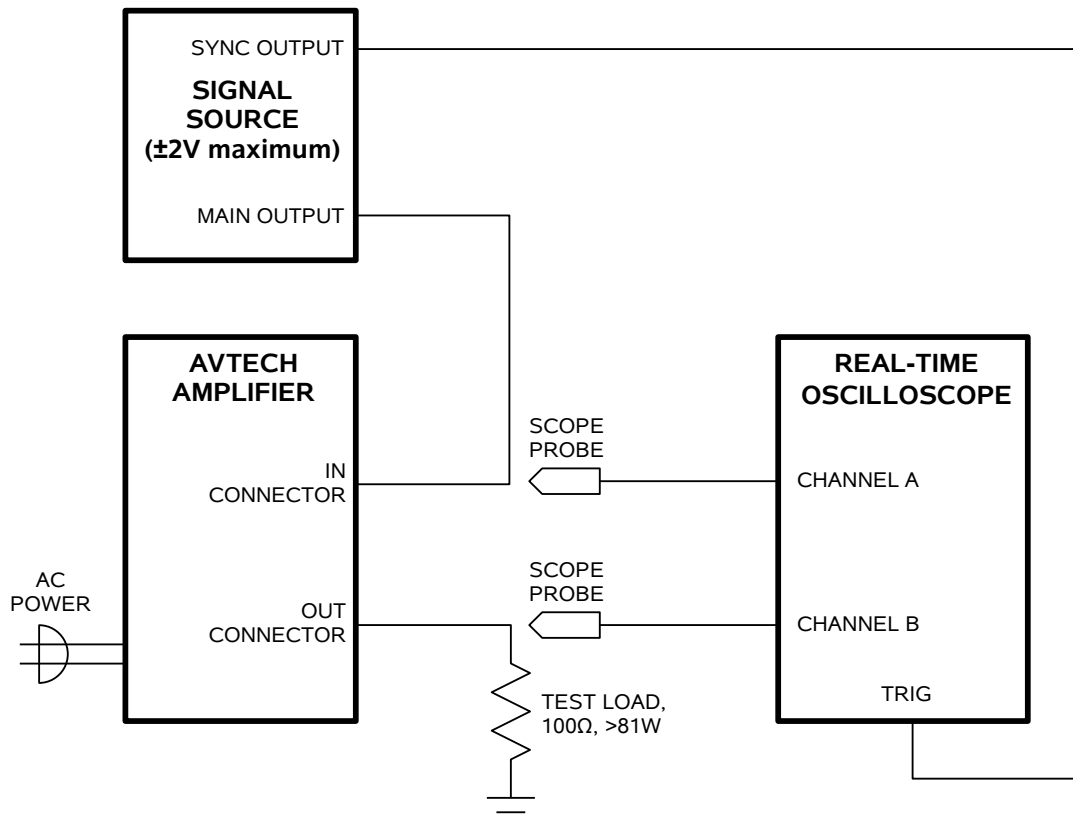 SYNC OUTPUT
SIGNAL
SOURCE
(±2V maximum)
MAIN OUTPUT
AVTECH
AMPLIFIER
IN
CONNECTOR
OUT
CONNECTOR
AC
POWER
SCOPE
PROBE
SCOPE
PROBE
TEST LOAD,
100Ω, >81W
REAL-TIME
OSCILLOSCOPE
CHANNEL A
CHANNEL B
TRIG